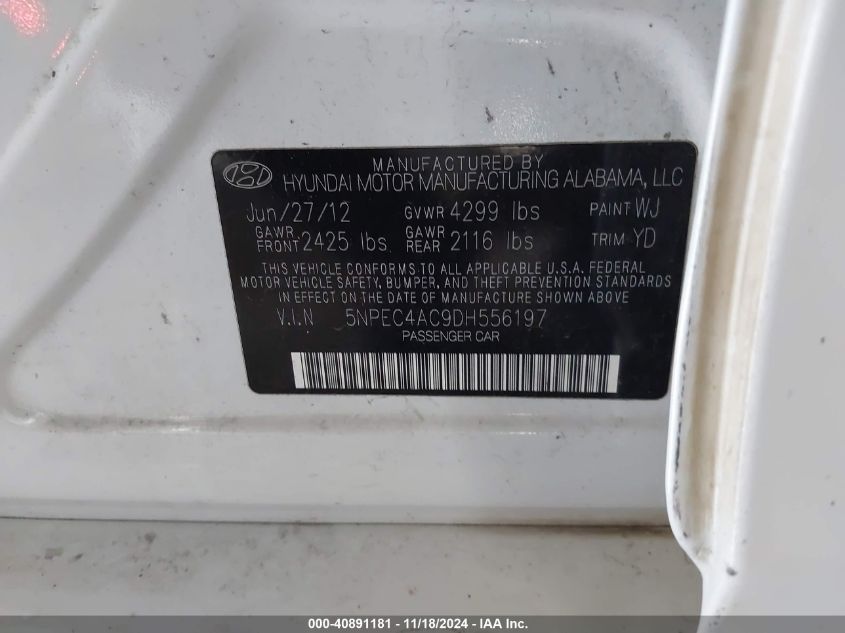 MANUFACTURED BY
HYUNDAI MOTOR MANUFACTURING ALABAMA, LLC
Jun/27/12 GVWR 4299 lbs PAINT WJ
GAWR FRONT 2425 lbs GAWR REAR 2116 lbs TRIM YD
THIS VEHICLE CONFORMS TO ALL APPLICABLE U.S.A. FEDERAL
MOTOR VEHICLE SAFETY, BUMPER, AND THEFT PREVENTION STANDARDS
IN EFFECT ON THE DATE OF MANUFACTURE SHOWN ABOVE
V.I.N 5NPEC4AC9DH556197
PASSENGER CAR
000-40891181 - 11/18/2024 - IAA Inc.